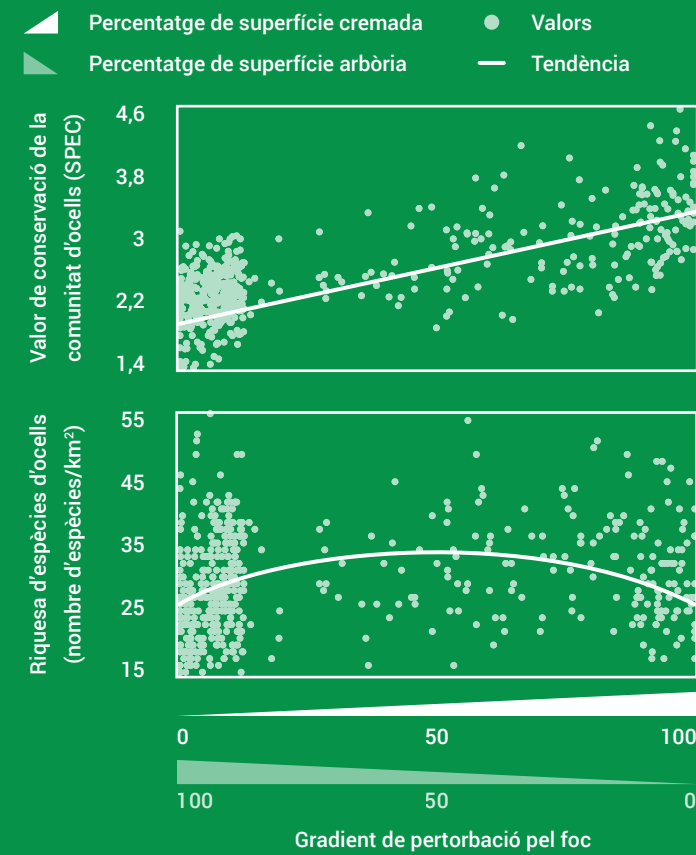 Percentatge de superfície cremada
Valors
Percentatge de superfície arbòria
Tendència
Valor de conservació de la
comunitat d'ocells (SPEC)
4,6
3,8
3
2,2
1,4
Riquesa d'espècies d'ocells
(nombre d'espècies/km²)
55
45
35
25
15
0 50 100
100 50 0
Gradient de pertorbació pel foc